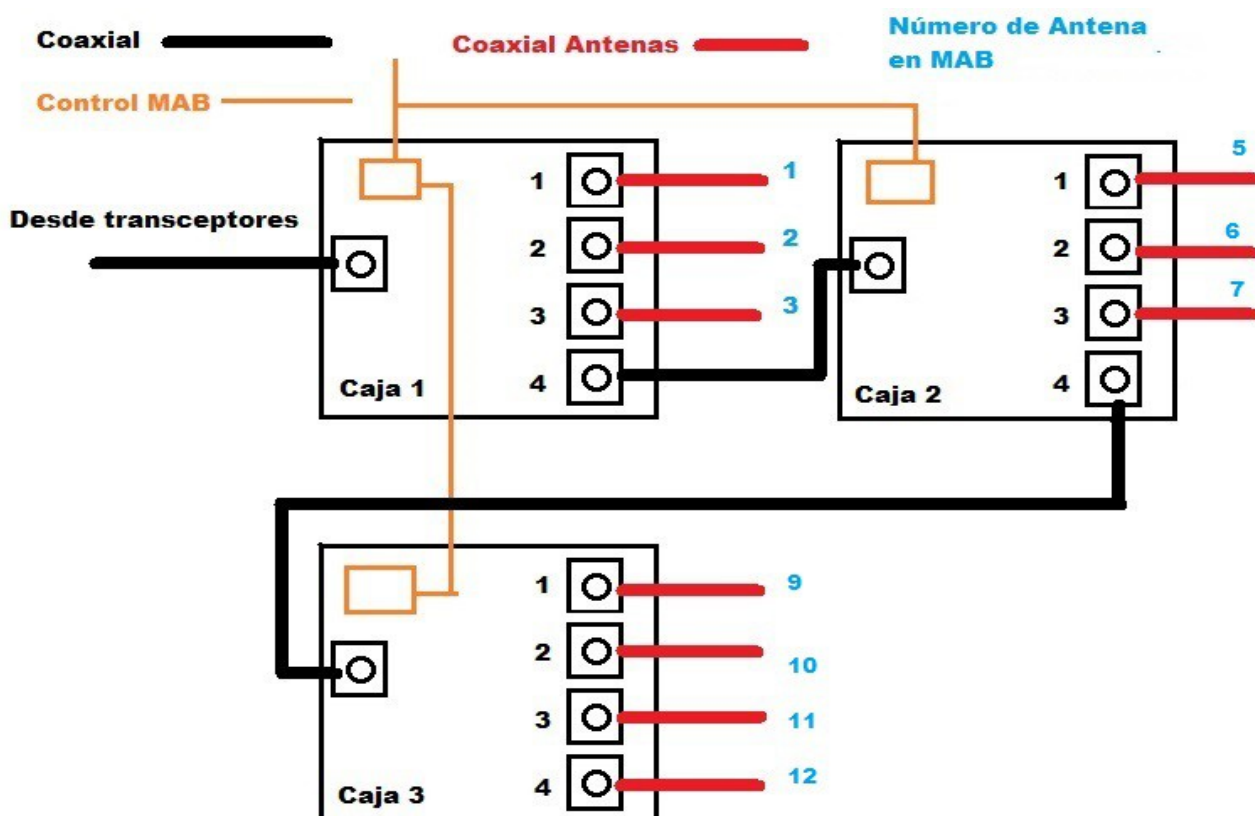 Coaxial
Coaxial Antenas
Número de Antena
en MAB
Control MAB
Desde transceptores
1
2
3
4
Caja 1
1
2
3
1
2
3
4
Caja 2
5
6
7
1
2
3
4
Caja 3
9
10
11
12